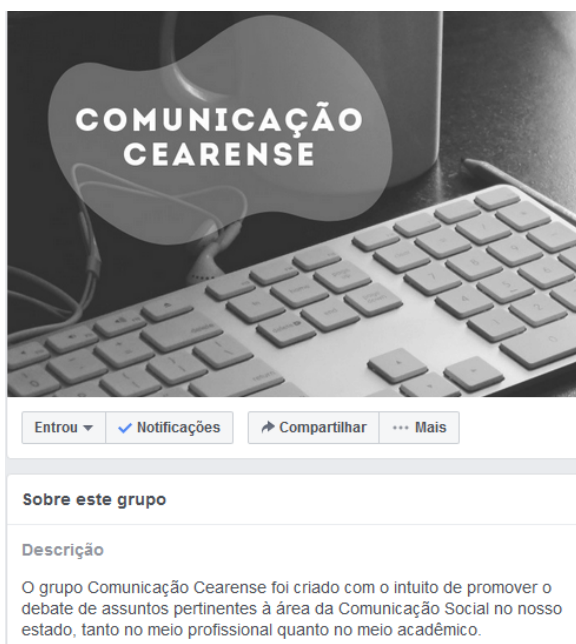 COMUNICAÇÃO
CEARENSE
Entrou
Notificações
Compartilhar
Mais
Sobre este grupo
Descrição
O grupo Comunicação Cearense foi criado com o intuito de promover o
debate de assuntos pertinentes à área da Comunicação Social no nosso
estado, tanto no meio profissional quanto no meio acadêmico.